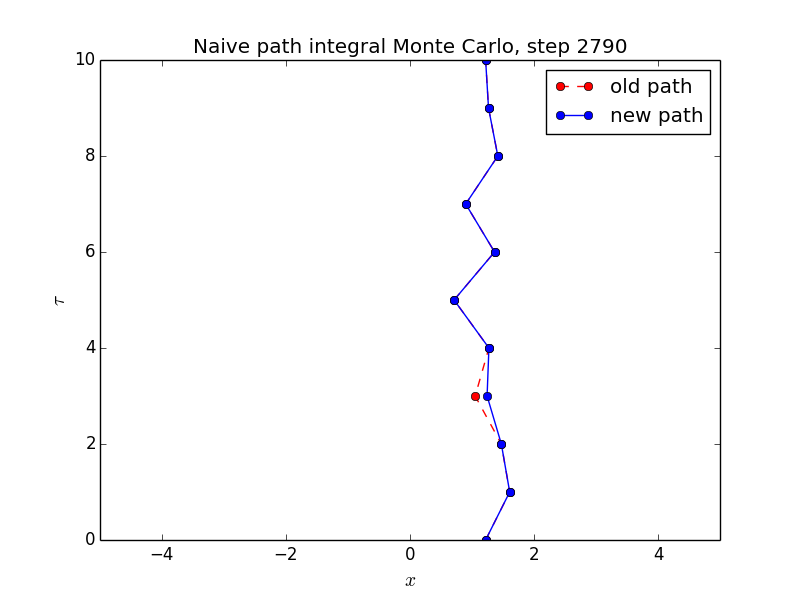 Naive path integral Monte Carlo, step 2790
old path
new path
10
8
6
4
2
0
τ
−4 −2 0 2 4
x